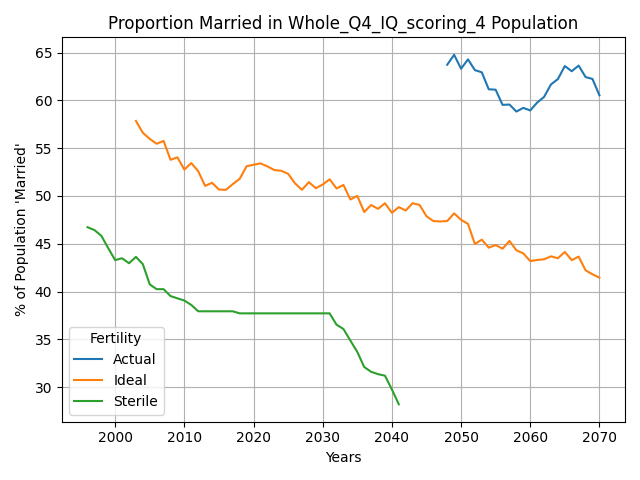 Proportion Married in Whole_Q4_IQ_scoring_4 Population
% of Population 'Married'
65
60
55
50
45
40
35
30
Fertility
Actual
Ideal
Sterile
2000 2010 2020 2030 2040 2050 2060 2070
Years